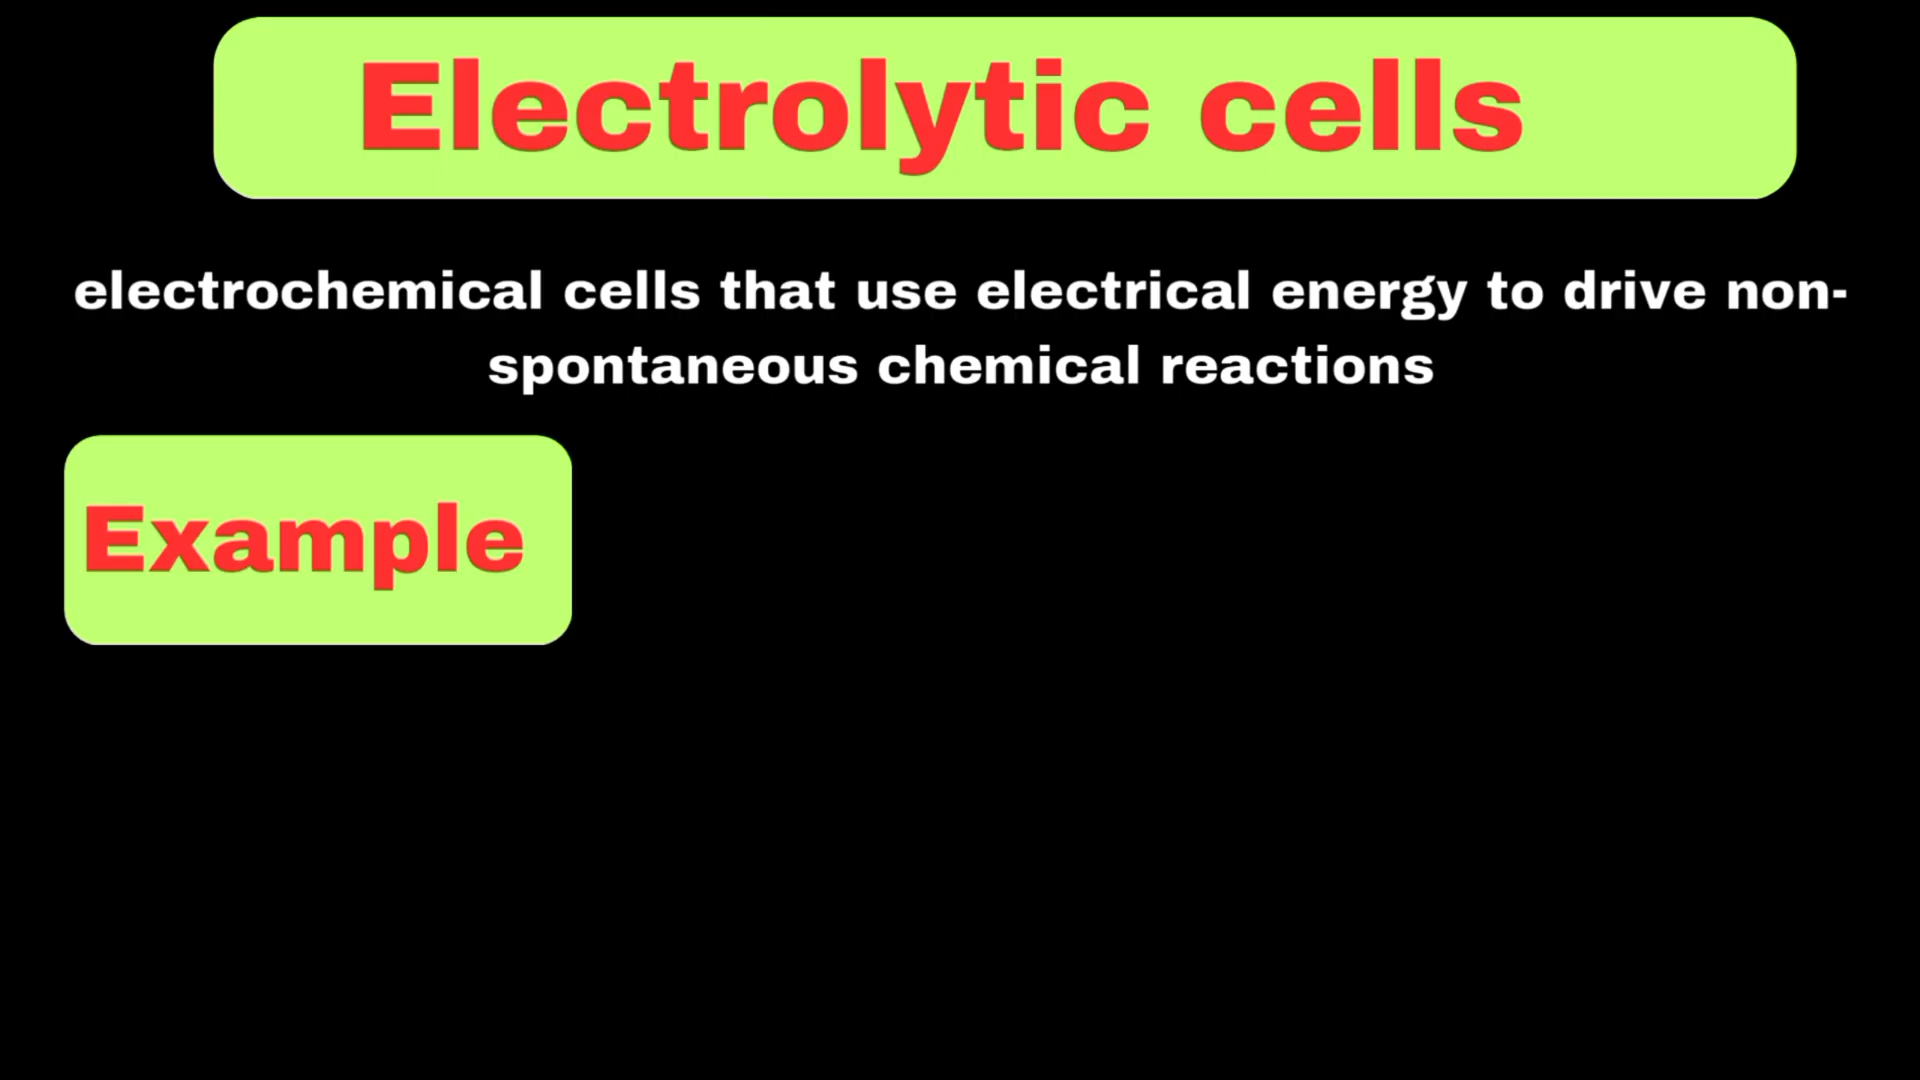 Electrolytic cells
electrochemical cells that use electrical energy to drive non-
spontaneous chemical reactions
Example